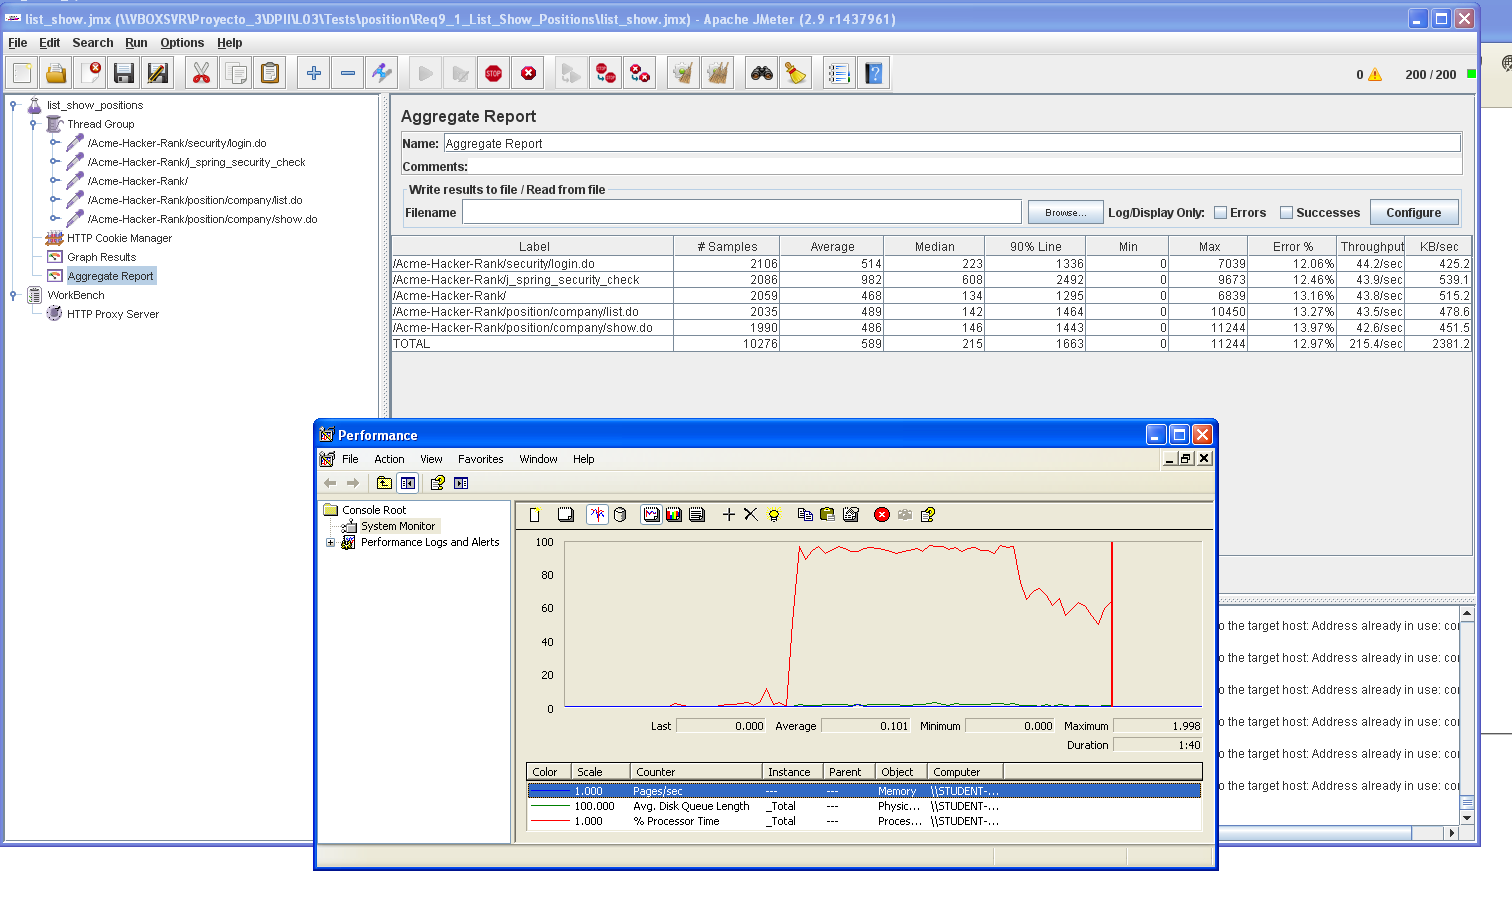 list_show.jmx (\\VBOXSVR\Proyecto_3\DPII\LO3\Tests\position\Req9_1_List_Show_Positions\list_show.jmx) - Apache JMeter (2.9 r1437961)
File Edit Search Run Options Help
STOP 0 200 / 200
list_show_positions
Thread Group
/Acme-Hacker-Rank/security/login.do
/Acme-Hacker-Rank/j_spring_security_check
/Acme-Hacker-Rank/
/Acme-Hacker-Rank/position/company/list.do
/Acme-Hacker-Rank/position/company/show.do
HTTP Cookie Manager
Graph Results
Aggregate Report
WorkBench
HTTP Proxy Server
Aggregate Report
Name: Aggregate Report
Comments:
Write results to file / Read from file
Filename Browse... Log/Display Only: Errors Successes Configure
Label # Samples Average Median 90% Line Min Max Error % Throughput KB/sec
/Acme-Hacker-Rank/security/login.do 2106 514 223 1336 0 7039 12.06% 44.2/sec 425.2
/Acme-Hacker-Rank/j_spring_security_check 2086 982 608 2492 0 9673 12.46% 43.9/sec 539.1
/Acme-Hacker-Rank/ 2059 468 134 1295 0 6839 13.16% 43.8/sec 515.2
/Acme-Hacker-Rank/position/company/list.do 2035 489 142 1464 0 10450 13.27% 43.5/sec 478.6
/Acme-Hacker-Rank/position/company/show.do 1990 486 146 1443 0 11244 13.97% 42.6/sec 451.5
TOTAL 10276 589 215 1663 0 11244 12.97% 215.4/sec 2381.2
Performance
File Action View Favorites Window Help
Console Root
System Monitor
Performance Logs and Alerts
100
80
60
40
20
0
Last 0.000 Average 0.101 Minimum 0.000 Maximum 1.998
Duration 1:40
Color Scale Counter Instance Parent Object Computer
1.000 Pages/sec --- --- Memory \\STUDENT-...
100.000 Avg. Disk Queue Length _Total --- Physic... \\STUDENT-...
1.000 % Processor Time _Total --- Proces... \\STUDENT-...
o the target host: Address already in use: co
o the target host: Address already in use: co
o the target host: Address already in use: co
o the target host: Address already in use: co
o the target host: Address already in use: co
o the target host: Address already in use: co